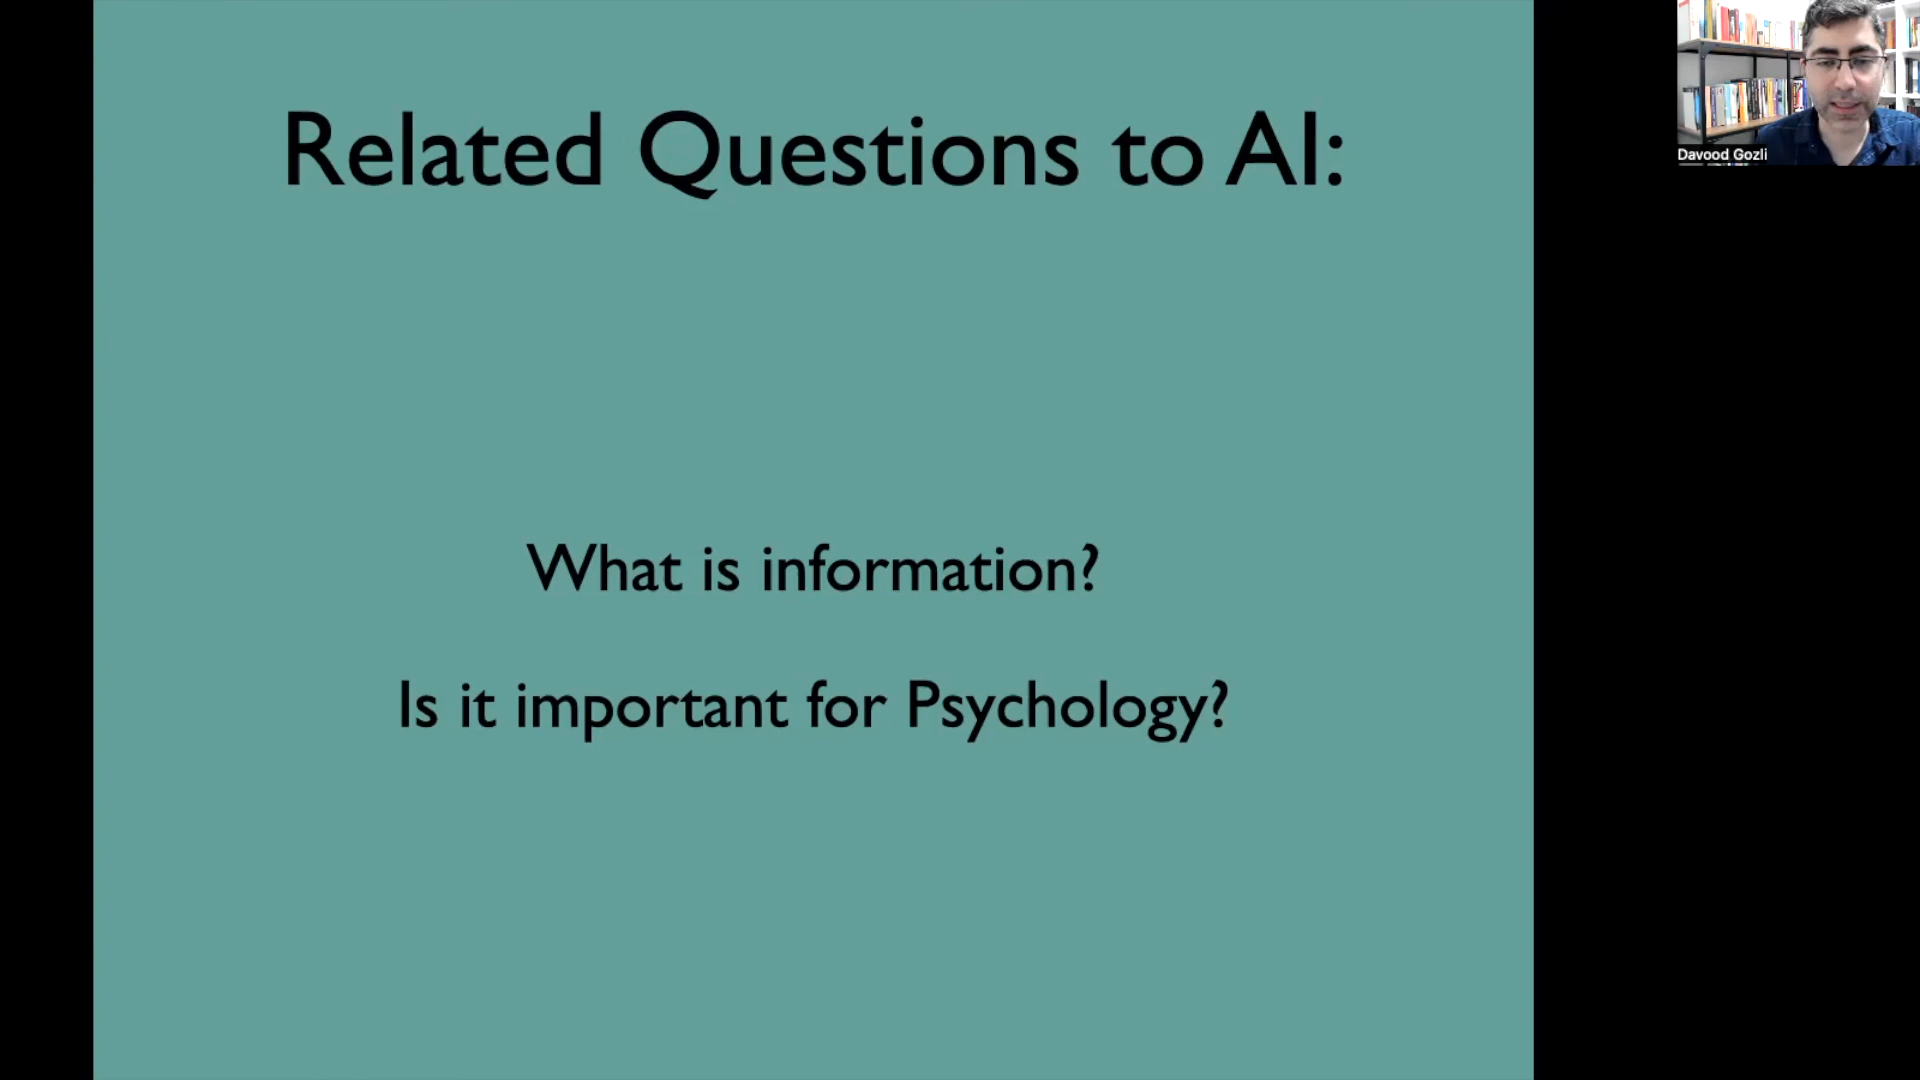 Related Questions to AI:
What is information?
Is it important for Psychology?
Davood Gozli